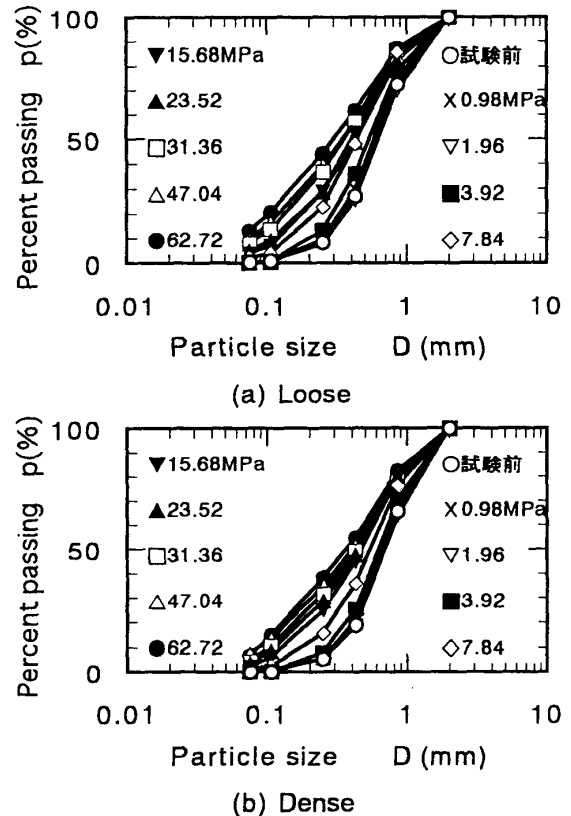 100
Percent passing p(%)
▼15.68MPa
○試験前
▲23.52
×0.98MPa
50
□31.36
▽1.96
△47.04
■3.92
●62.72
◇7.84
0
0.01
0.1
1
10
Particle size D (mm)
(a) Loose
100
Percent passing p(%)
▼15.68MPa
○試験前
▲23.52
×0.98MPa
50
□31.36
▽1.96
△47.04
■3.92
●62.72
◇7.84
0
0.01
0.1
1
10
Particle size D (mm)
(b) Dense